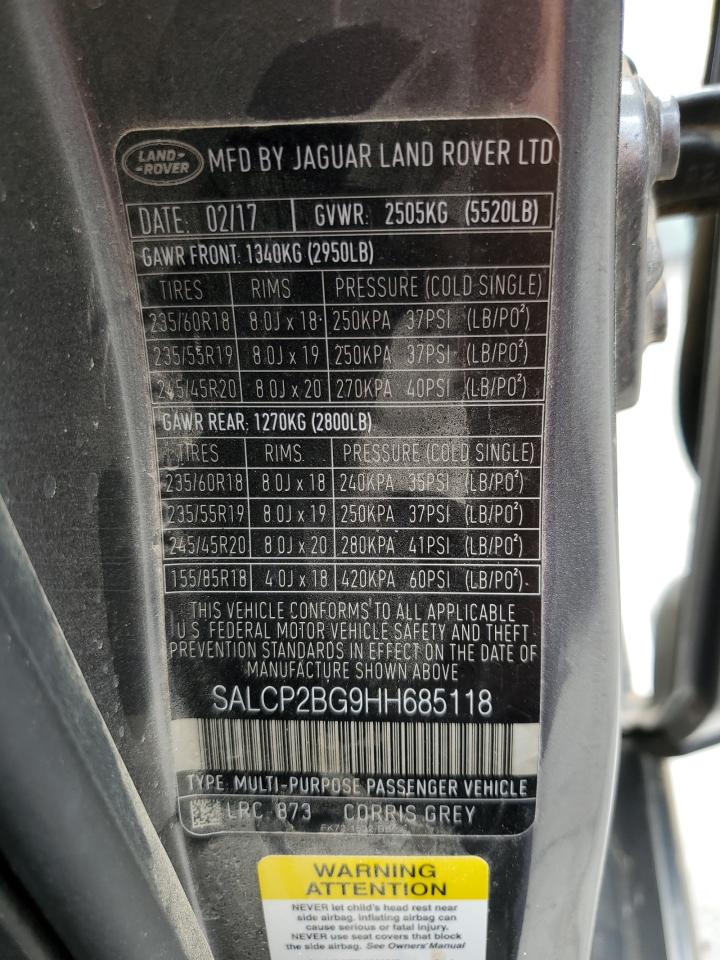 LAND-
-ROVER
MFD BY JAGUAR LAND ROVER LTD
DATE: 02/17 GVWR: 2505KG (5520LB)
GAWR FRONT: 1340KG (2950LB)
TIRES RIMS PRESSURE (COLD SINGLE)
235/60R18 8.0J x 18 250KPA 37PSI (LB/PO²)
235/55R19 8.0J x 19 250KPA 37PSI (LB/PO²)
245/45R20 8.0J x 20 270KPA 40PSI (LB/PO²)
GAWR REAR: 1270KG (2800LB)
TIRES RIMS PRESSURE (COLD SINGLE)
235/60R18 8.0J x 18 240KPA 35PSI (LB/PO²)
235/55R19 8.0J x 19 250KPA 37PSI (LB/PO²)
245/45R20 8.0J x 20 280KPA 41PSI (LB/PO²)
155/85R18 4.0J x 18 420KPA 60PSI (LB/PO²)
THIS VEHICLE CONFORMS TO ALL APPLICABLE
U.S. FEDERAL MOTOR VEHICLE SAFETY AND THEFT
PREVENTION STANDARDS IN EFFECT ON THE DATE OF
MANUFACTURE SHOWN ABOVE
SALCP2BG9HH685118
TYPE: MULTI-PURPOSE PASSENGER VEHICLE
LRC 873 CORRIS GREY
WARNING
ATTENTION
NEVER let child's head rest near
side airbag. inflating airbag can
cause serious or fatal injury.
NEVER use seat covers that block
the side airbag. See Owners' Manual